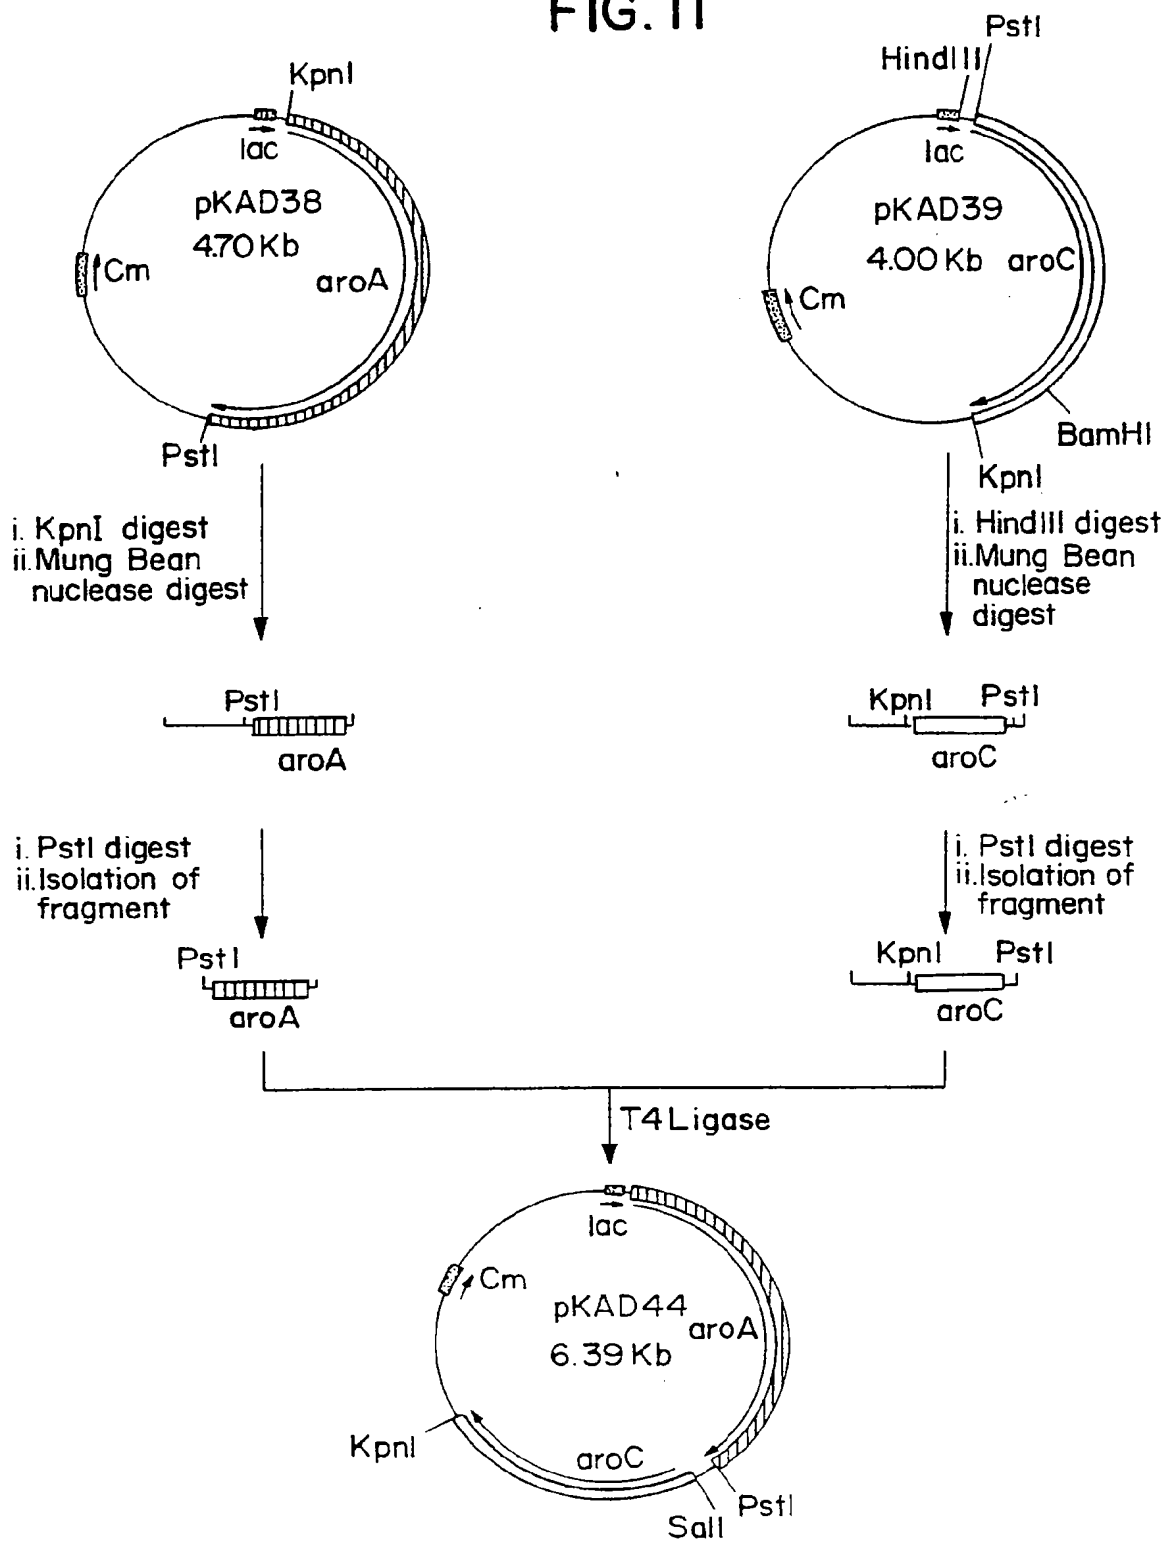 FIG. 11
KpnI
lac
pKAD38
4.70 Kb
aroA
Cm
PstI
HindIII
PstI
lac
pKAD39
4.00 Kb aroC
Cm
BamHI
KpnI
i. KpnI digest
ii. Mung Bean
nuclease digest
i. HindIII digest
ii. Mung Bean
nuclease
digest
PstI
aroA
KpnI PstI
aroC
i. PstI digest
ii. Isolation of
fragment
i. PstI digest
ii. Isolation of
fragment
PstI
aroA
KpnI PstI
aroC
T4 Ligase
lac
Cm
pKAD44
aroA
6.39 Kb
KpnI
aroC
PstI
SalI